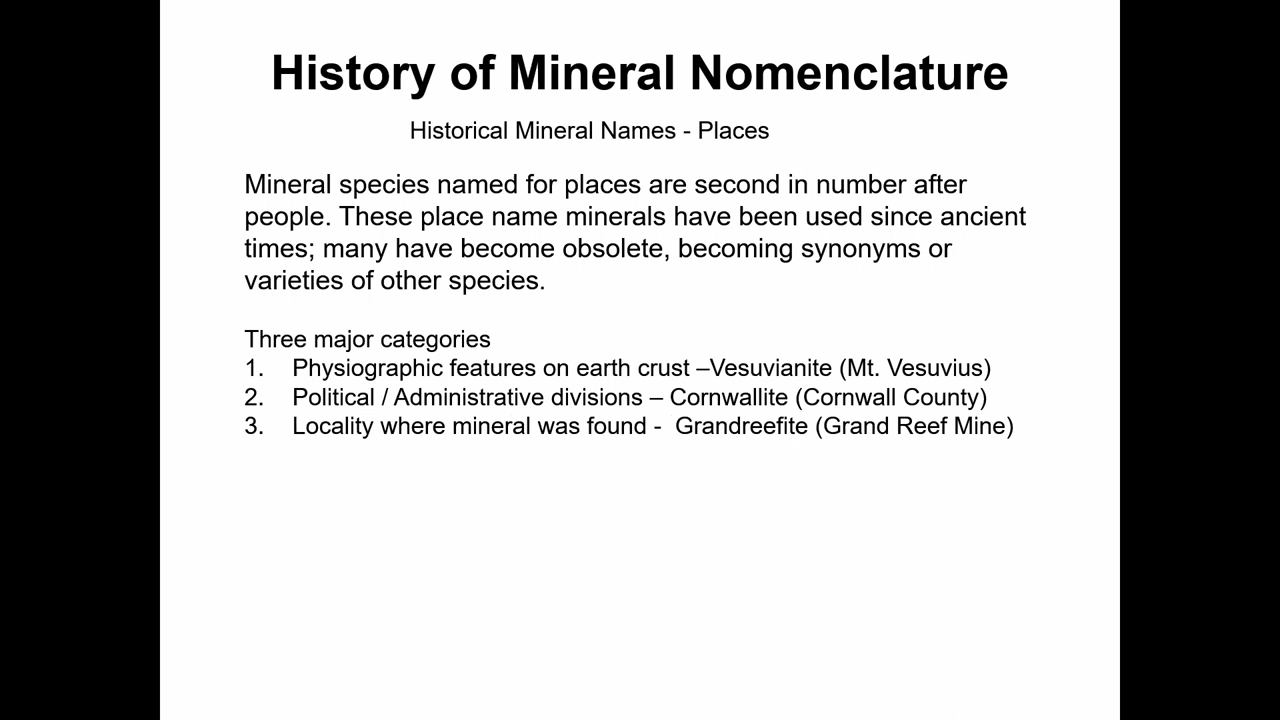 History of Mineral Nomenclature
Historical Mineral Names - Places
Mineral species named for places are second in number after
people. These place name minerals have been used since ancient
times; many have become obsolete, becoming synonyms or
varieties of other species.
Three major categories
1. Physiographic features on earth crust –Vesuvianite (Mt. Vesuvius)
2. Political / Administrative divisions – Cornwallite (Cornwall County)
3. Locality where mineral was found - Grandreefite (Grand Reef Mine)